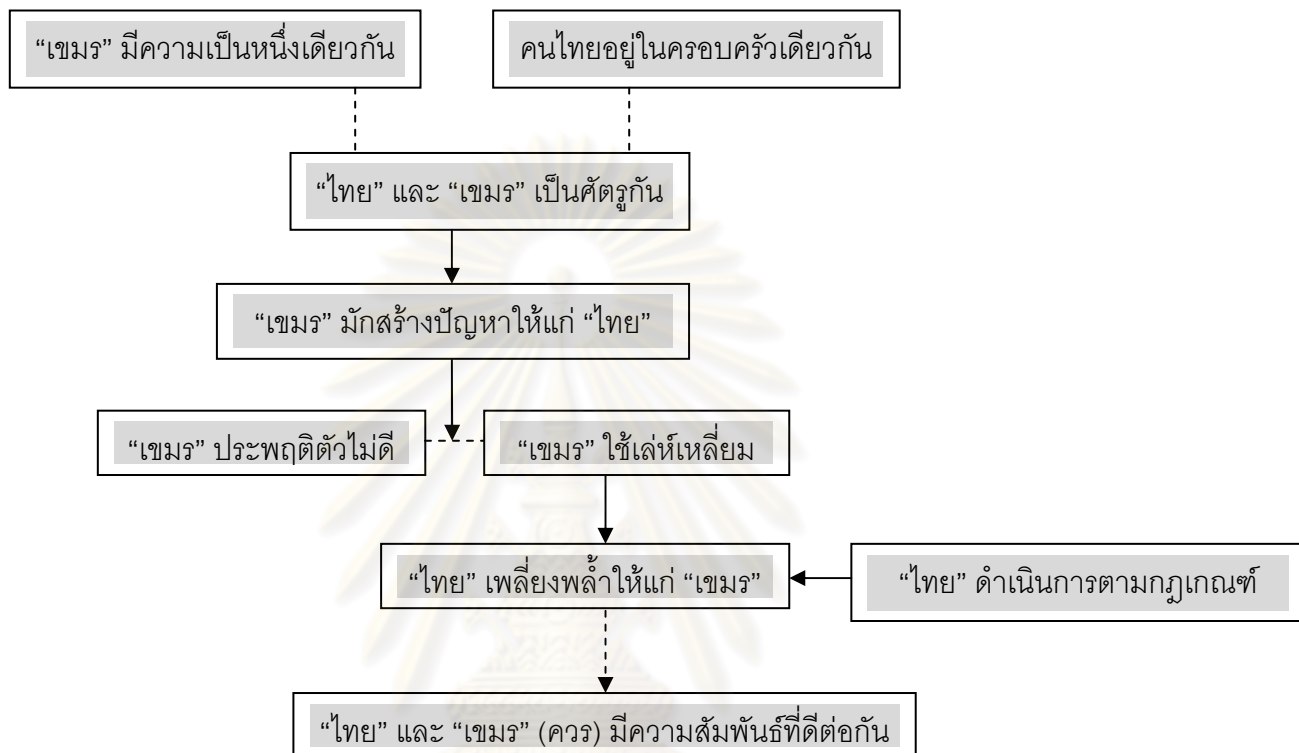 “เขมร” มีความเป็นหนึ่งเดียวกัน
คนไทยอยู่ในครอบครัวเดียวกัน
“ไทย” และ “เขมร” เป็นศัตรูกัน
“เขมร” มักสร้างปัญหาให้แก่ “ไทย”
“เขมร” ประพฤติตัวไม่ดี
“เขมร” ใช้เล่ห์เหลี่ยม
“ไทย” เพลี่ยงพล้ำให้แก่ “เขมร”
“ไทย” ดำเนินการตามกฎเกณฑ์
“ไทย” และ “เขมร” (ควร) มีความสัมพันธ์ที่ดีต่อกัน